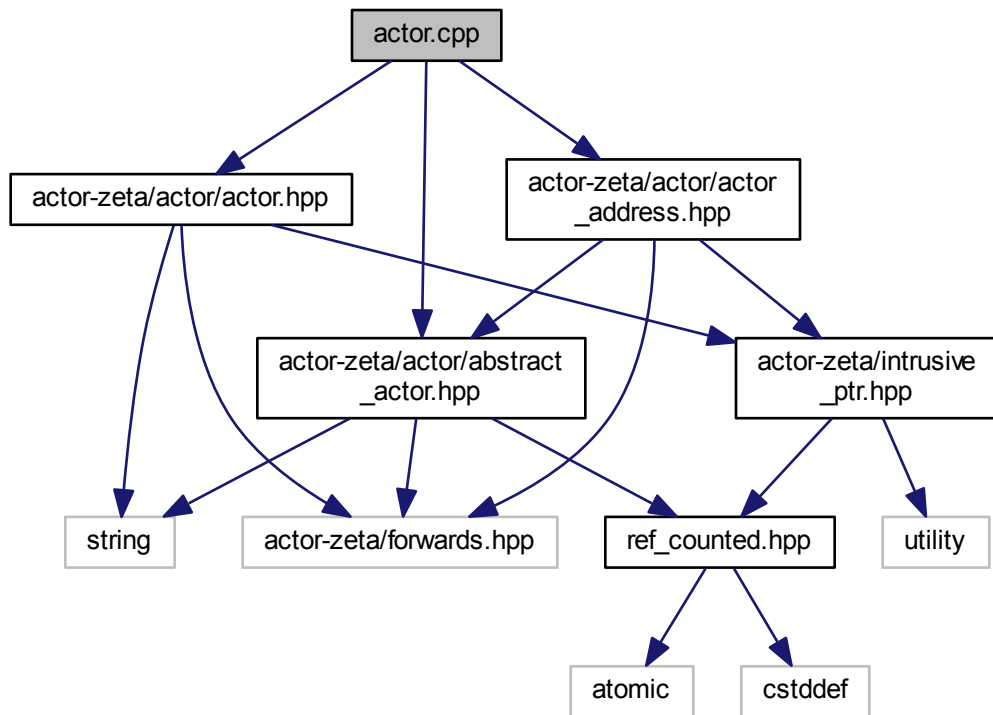 actor.cpp
actor-zeta/actor/actor.hpp
actor-zeta/actor/actor
_address.hpp
actor-zeta/actor/abstract
_actor.hpp
actor-zeta/intrusive
_ptr.hpp
string
actor-zeta/forwards.hpp
ref_counted.hpp
utility
atomic
cstddef